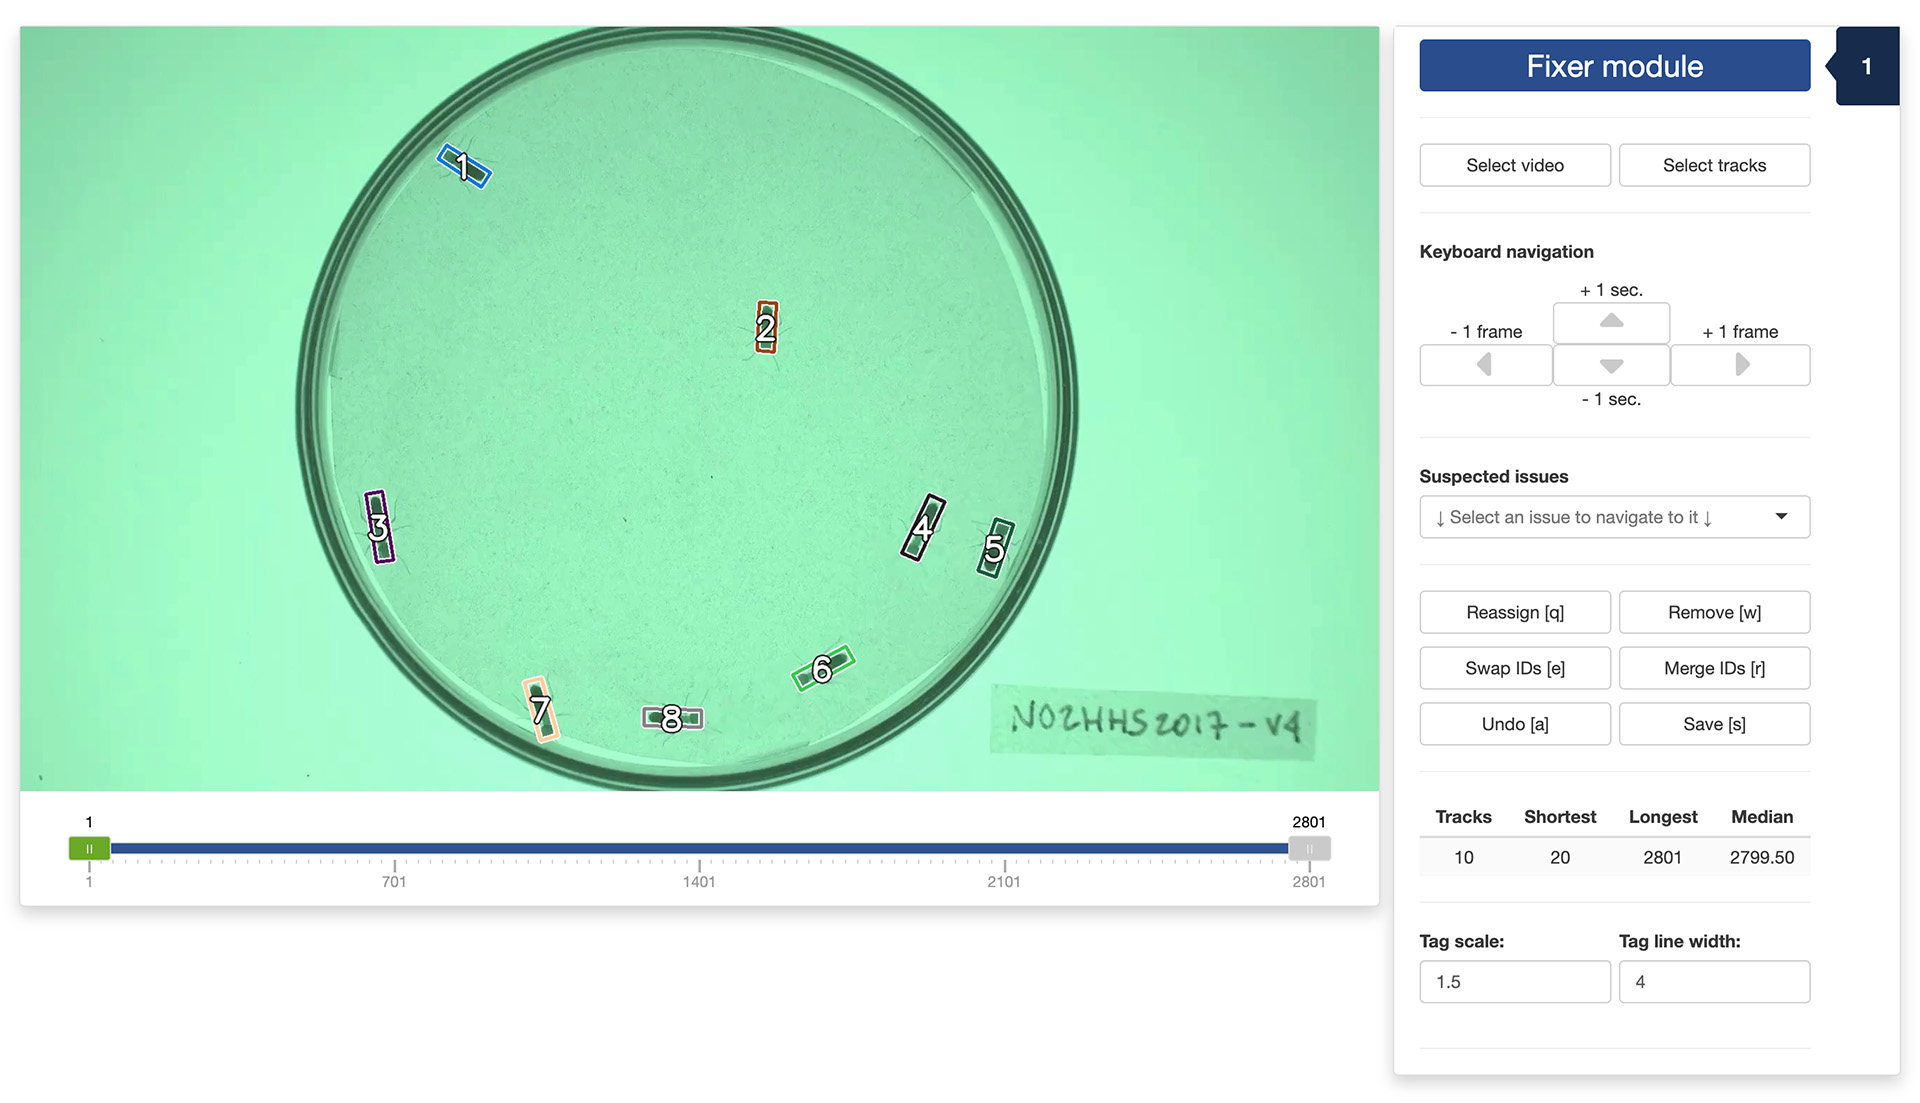 1
2
3
4
5
6
7
8
NO2HHS2017-V4
1
2801
1
701
1401
2101
2801
Fixer module
1
Select video
Select tracks
Keyboard navigation
+ 1 sec.
- 1 frame
+ 1 frame
- 1 sec.
Suspected issues
↓ Select an issue to navigate to it ↓
Reassign [q]
Remove [w]
Swap IDs [e]
Merge IDs [r]
Undo [a]
Save [s]
Tracks Shortest Longest Median
10 20 2801 2799.50
Tag scale:
Tag line width:
1.5
4